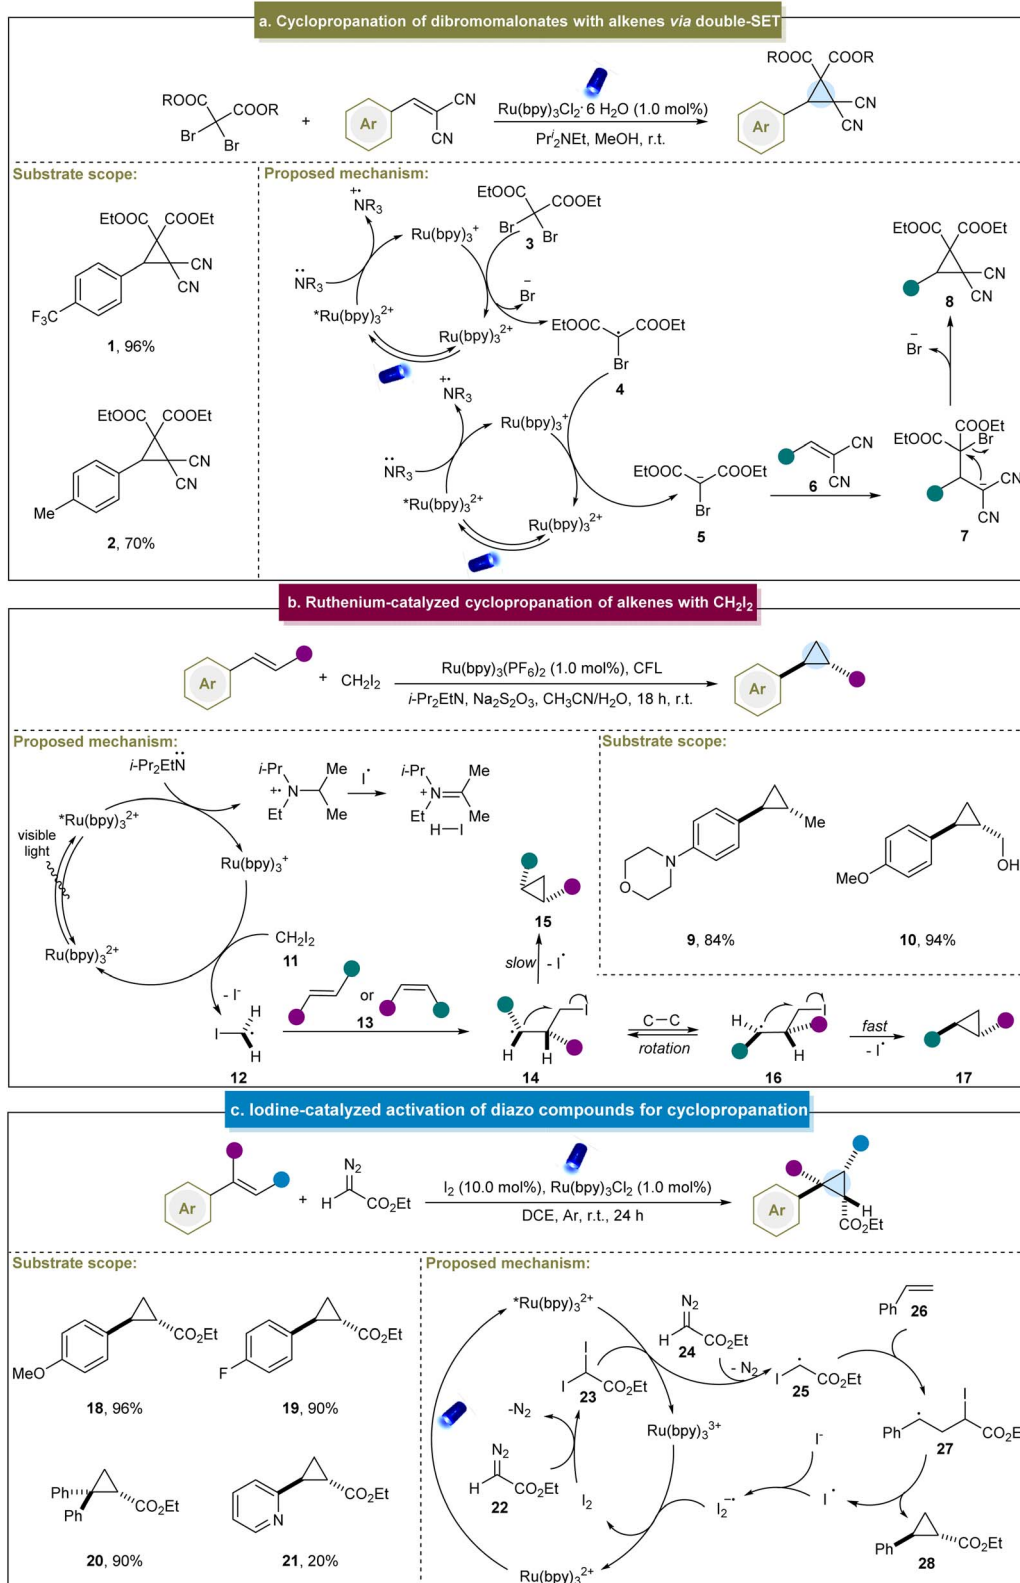 a. Cyclopropanation of dibromomalonates with alkenes via double-SET
ROOC COOR
Br Br
+
Ar
CN
CN
Ru(bpy)₃Cl₂· 6 H₂O (1.0 mol%)
Prⁱ₂NEt, MeOH, r.t.
ROOC COOR
Ar
CN
CN
Substrate scope:
EtOOC COOEt
CN
CN
F₃C
1, 96%
EtOOC COOEt
CN
CN
Me
2, 70%
Proposed mechanism:
+•
NR₃
Ru(bpy)₃⁺
EtOOC COOEt
Br Br
3
NR₃
*Ru(bpy)₃²⁺
Ru(bpy)₃²⁺
Br⁻
EtOOC COOEt
Br
4
+•
NR₃
Ru(bpy)₃⁺
NR₃
*Ru(bpy)₃²⁺
Ru(bpy)₃²⁺
EtOOC COOEt
Br
5
CN
CN
6
EtOOC COOEt
Br
CN
CN
7
Br⁻
EtOOC COOEt
CN
CN
8
b. Ruthenium-catalyzed cyclopropanation of alkenes with CH₂I₂
Ar
+ CH₂I₂
Ru(bpy)₃(PF₆)₂ (1.0 mol%), CFL
i-Pr₂EtN, Na₂S₂O₃, CH₃CN/H₂O, 18 h, r.t.
Ar
Proposed mechanism:
i-Pr₂EtN
*Ru(bpy)₃²⁺
visible
light
Ru(bpy)₃²⁺
Ru(bpy)₃⁺
i-Pr Me
+• N
Et Me
I•
i-Pr Me
+ N
Et Me
H I
CH₂I₂
11
- I⁻
I H
H
12
or
13
I
H H
14
slow - I•
15
C–C
rotation
H I
H
16
fast
- I•
17
Substrate scope:
Me
N
O
9, 84%
MeO
OH
10, 94%
c. Iodine-catalyzed activation of diazo compounds for cyclopropanation
Ar
+
N₂
H CO₂Et
I₂ (10.0 mol%), Ru(bpy)₃Cl₂ (1.0 mol%)
DCE, Ar, r.t., 24 h
Ar
H
CO₂Et
Substrate scope:
MeO
CO₂Et
18, 96%
F
CO₂Et
19, 90%
Ph
Ph
CO₂Et
20, 90%
N
CO₂Et
21, 20%
Proposed mechanism:
*Ru(bpy)₃²⁺
N₂
H CO₂Et
24
- N₂
I
I CO₂Et
23
I CO₂Et
25
Ph
26
-N₂
N₂
H CO₂Et
22
I₂
Ru(bpy)₃³⁺
I₂⁻•
I⁻
I•
I
Ph
27
Ph CO₂Et
28
Ru(bpy)₃²⁺